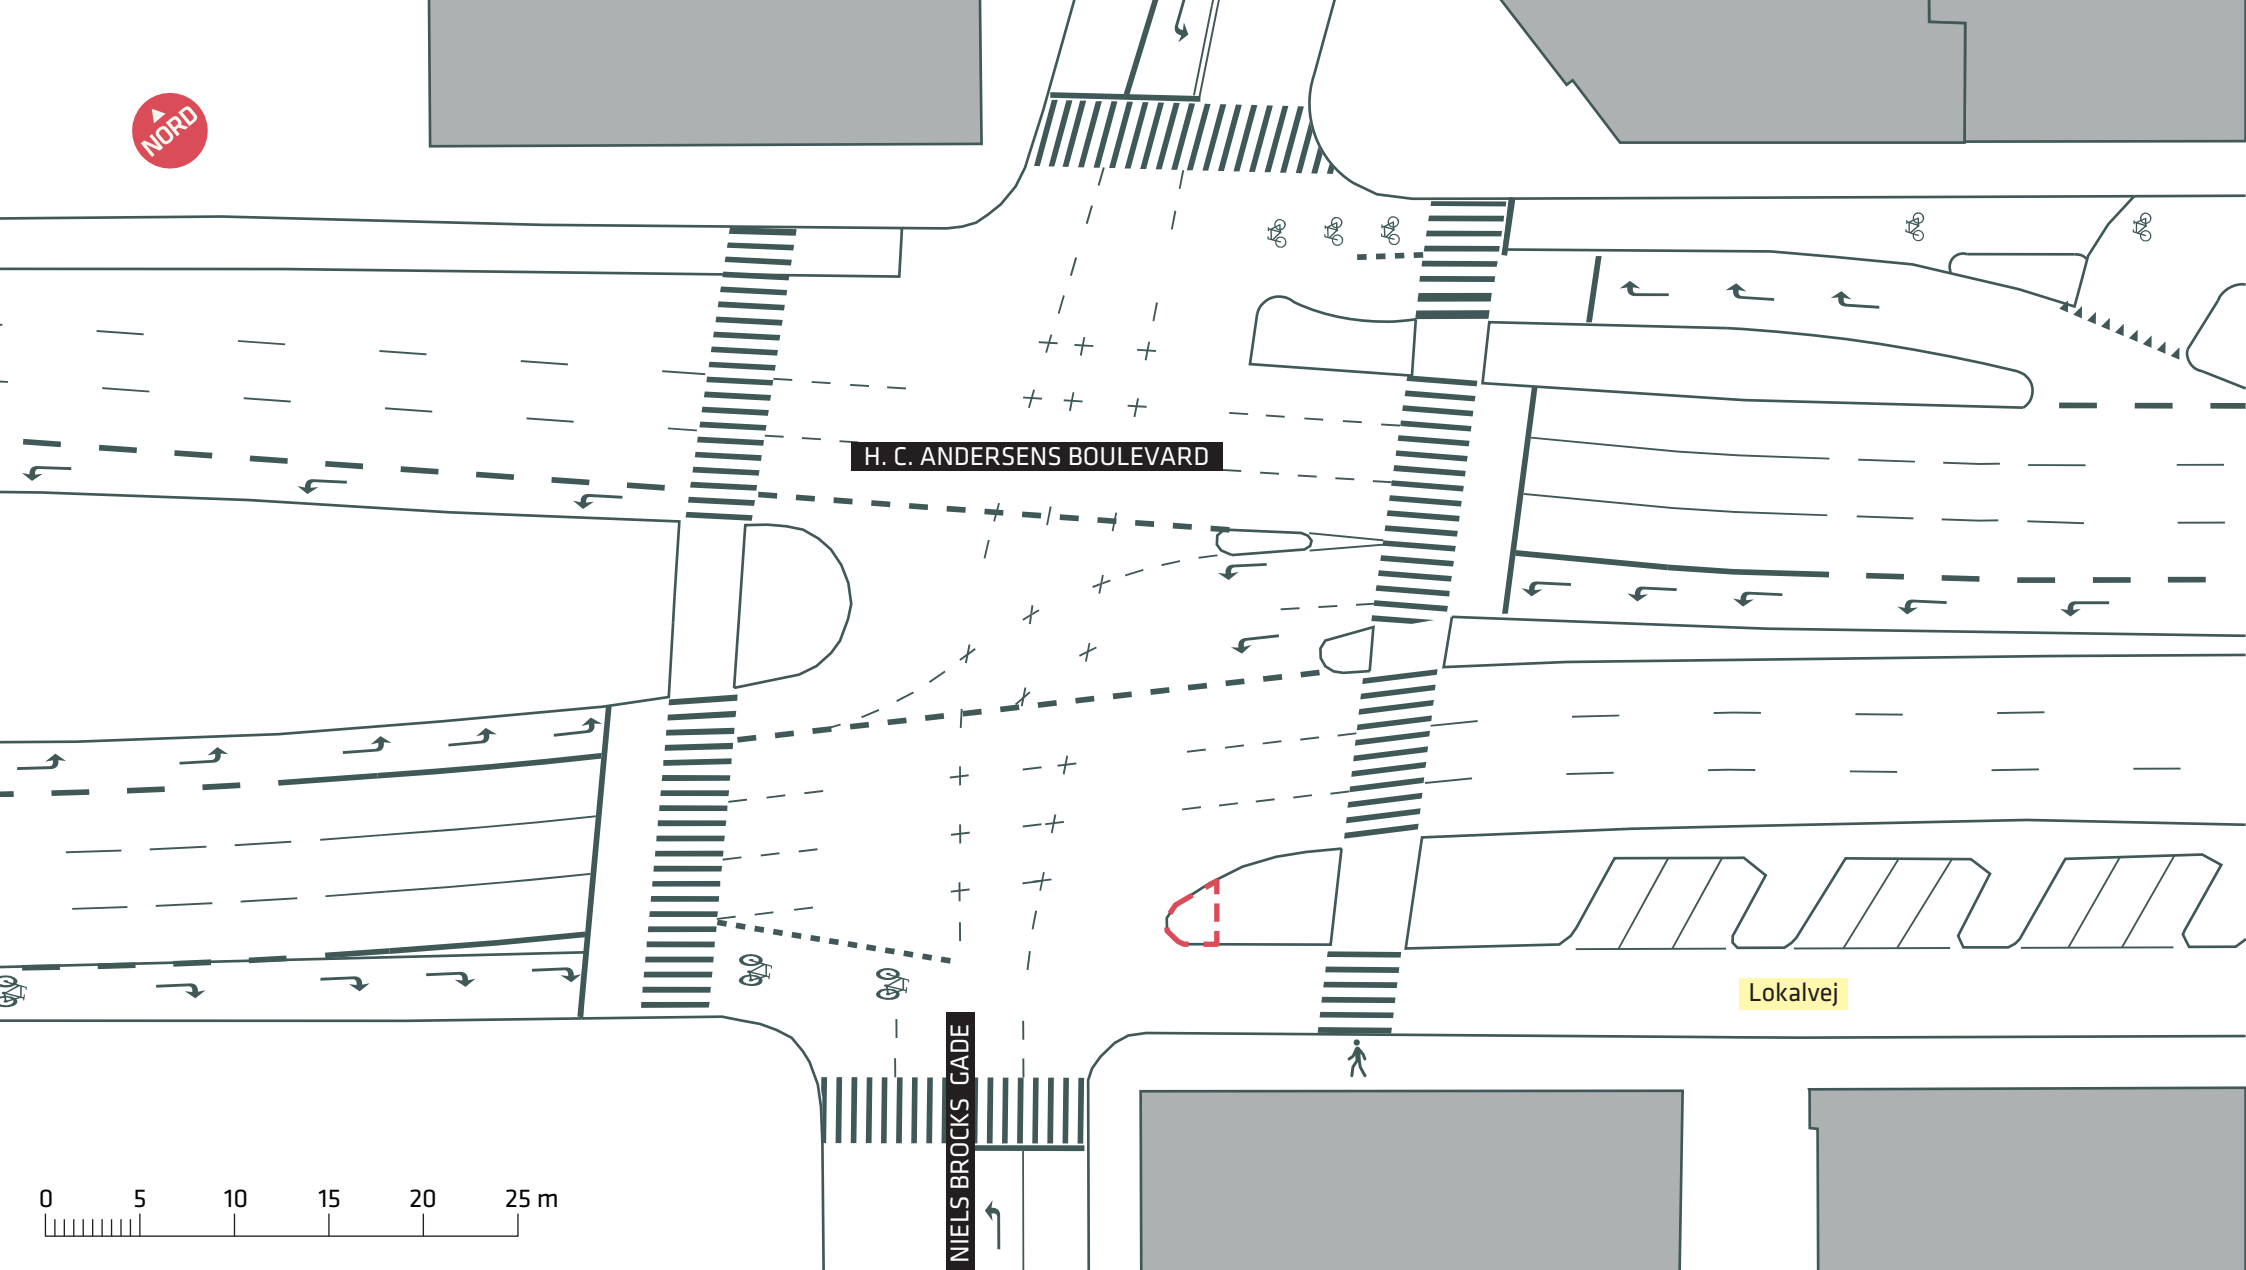 NORD
H. C. ANDERSENS BOULEVARD
Lokalvej
NIELS BROCKS GADE
0 5 10 15 20 25 m